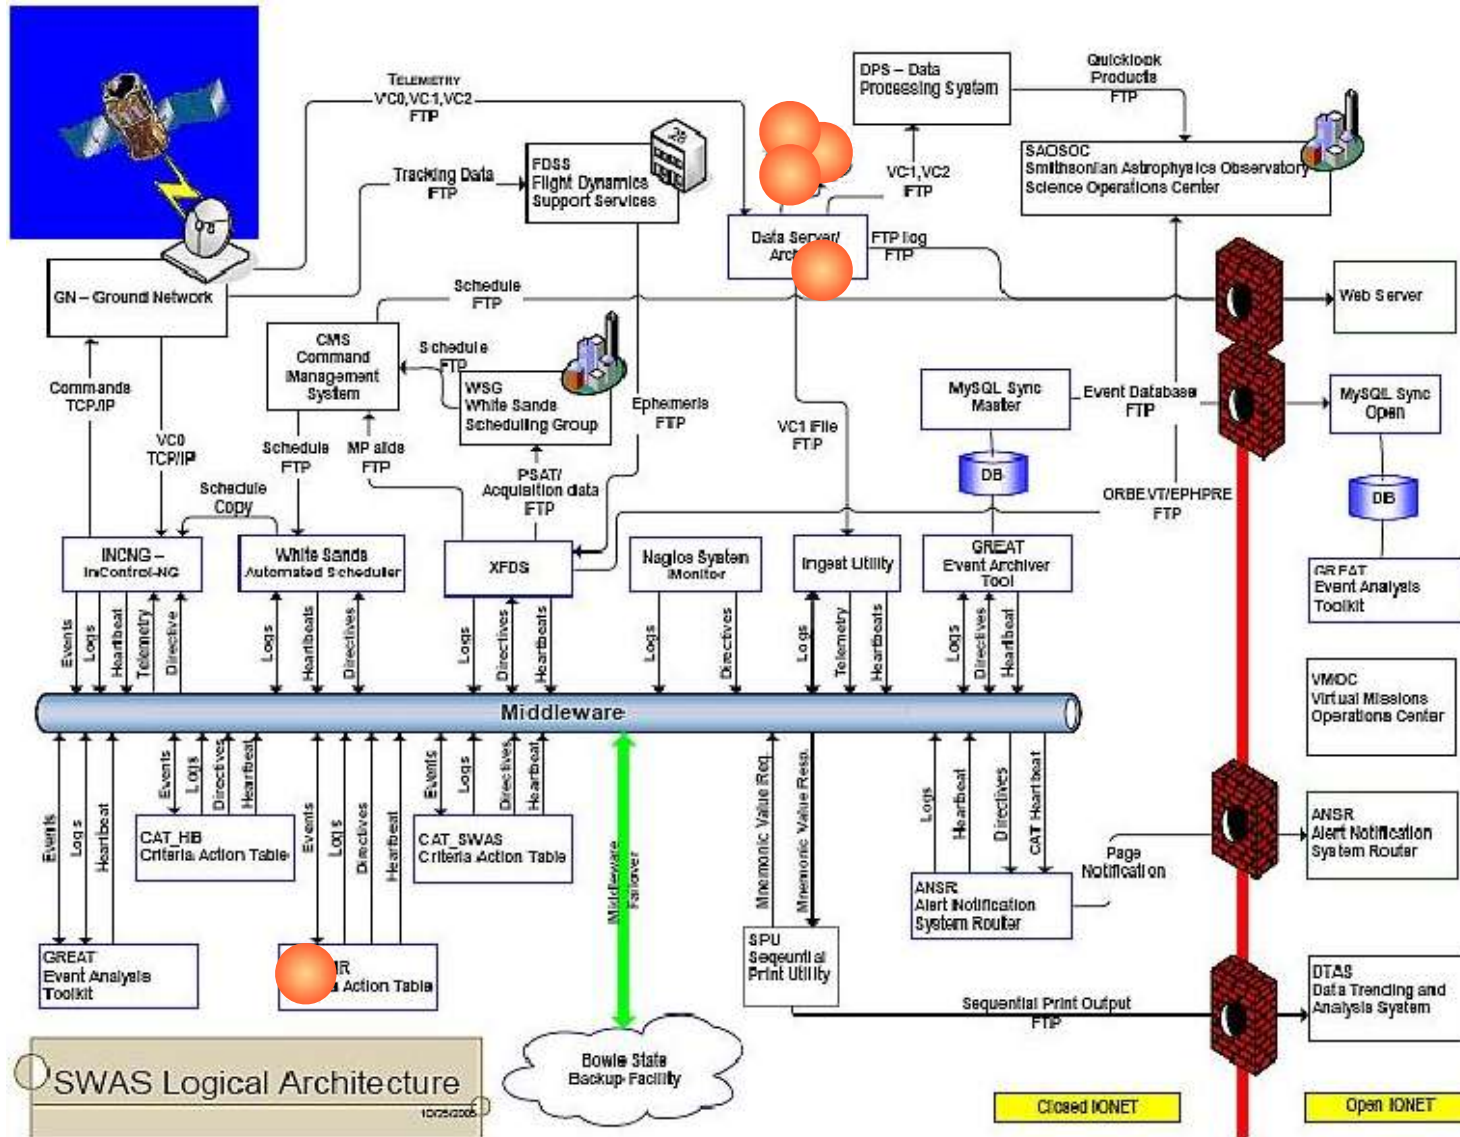 TELEMETRY
VC0,VC1,VC2
FTP
Tracking Data
FTP
28
FDSS
Flight Dynamics
Support Services
DPS – Data
Processing System
Quicklook
Products
FTP
VC1,VC2
FTP
SAOSOC
Smithsonian Astrophysics Observatory
Science Operations Center
Data Server/
FTP log
FTP
GN – Ground Network
Web Server
Schedule
FTP
CMS
Command
Management
System
Schedule
FTP
WSG
White Sands
Scheduling Group
Ephemeris
FTP
Commands
TCP/IP
VC0
TCP/IP
Schedule
FTP
MP aids
FTP
PSAT/
Acquisition data
FTP
VC1 File
FTP
MySQL Sync
Master
Event Database
FTP
MySQL Sync
Open
DB
DB
ORBEVT/EPHPRE
FTP
Schedule
Copy
INCNG –
InControl-NG
White Sands
Automated Scheduler
XFDS
Nagios System
Monitor
Ingest Utility
GREAT
Event Archiver
Tool
GREAT
Event Analysis
Toolkit
Events
Logs
Heartbeat
Telemetry
Directive
Logs
Heartbeats
Directives
Logs
Directives
Heartbeats
Logs
Directives
Logs
Telemetry
Heartbeats
Logs
Directives
Heartbeat
VMOC
Virtual Missions
Operations Center
Middleware
Events
Logs
Heartbeat
Events
Logs
Directives
Heartbeat
Events
Logs
Directives
Heartbeat
Events
Logs
Directives
Heartbeat
Middleware
Failover
Mnemonic Value Req.
Mnemonic Value Resp.
Logs
Heartbeat
Directives
CAT Heartbeat
CAT_HB
Criteria Action Table
CAT_SWAS
Criteria Action Table
ANSR
Alert Notification
System Router
Page
Notification
ANSR
Alert Notification
System Router
GREAT
Event Analysis
Toolkit
Action Table
SPU
Seqeuntial
Print Utility
Sequential Print Output
FTP
DTAS
Data Trending and
Analysis System
Bowie State
Backup Facility
SWAS Logical Architecture
Closed IONET
Open IONET